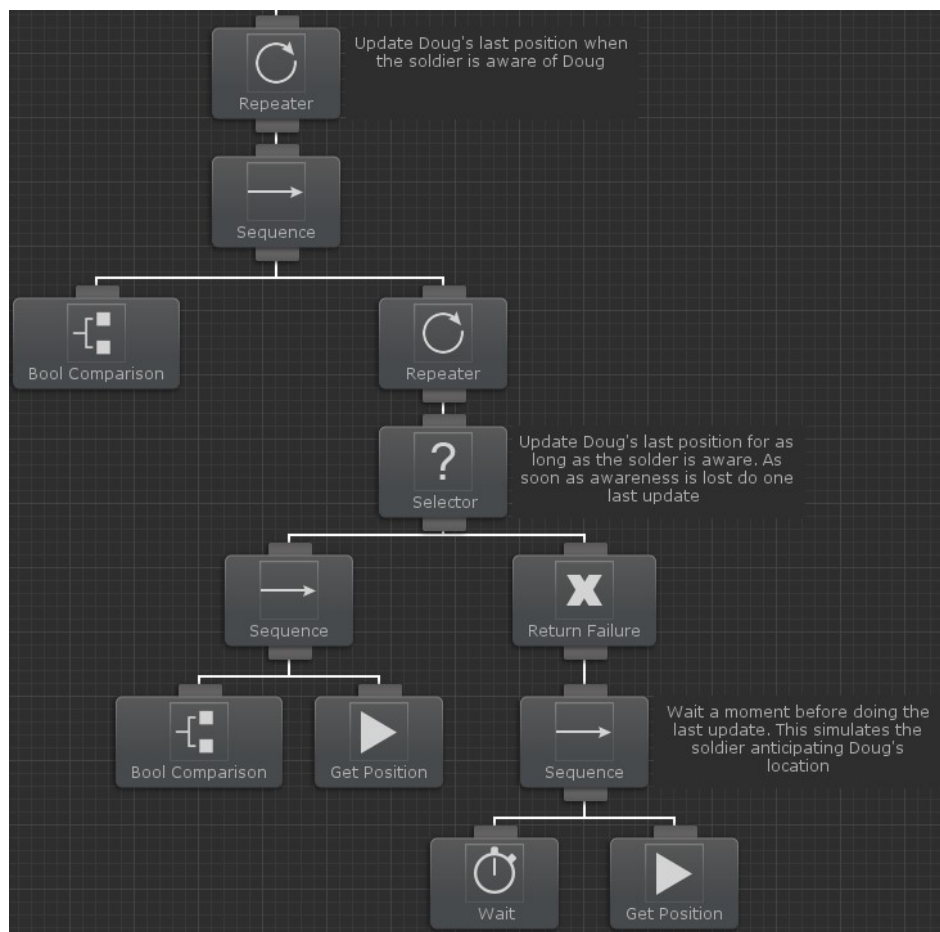 Update Doug's last position when
the soldier is aware of Doug
Repeater
Sequence
Bool Comparison
Repeater
Update Doug's last position for as
long as the solder is aware. As
soon as awareness is lost do one
last update
Selector
Sequence
Return Failure
Wait a moment before doing the
last update. This simulates the
soldier anticipating Doug's
location
Bool Comparison
Get Position
Sequence
Wait
Get Position